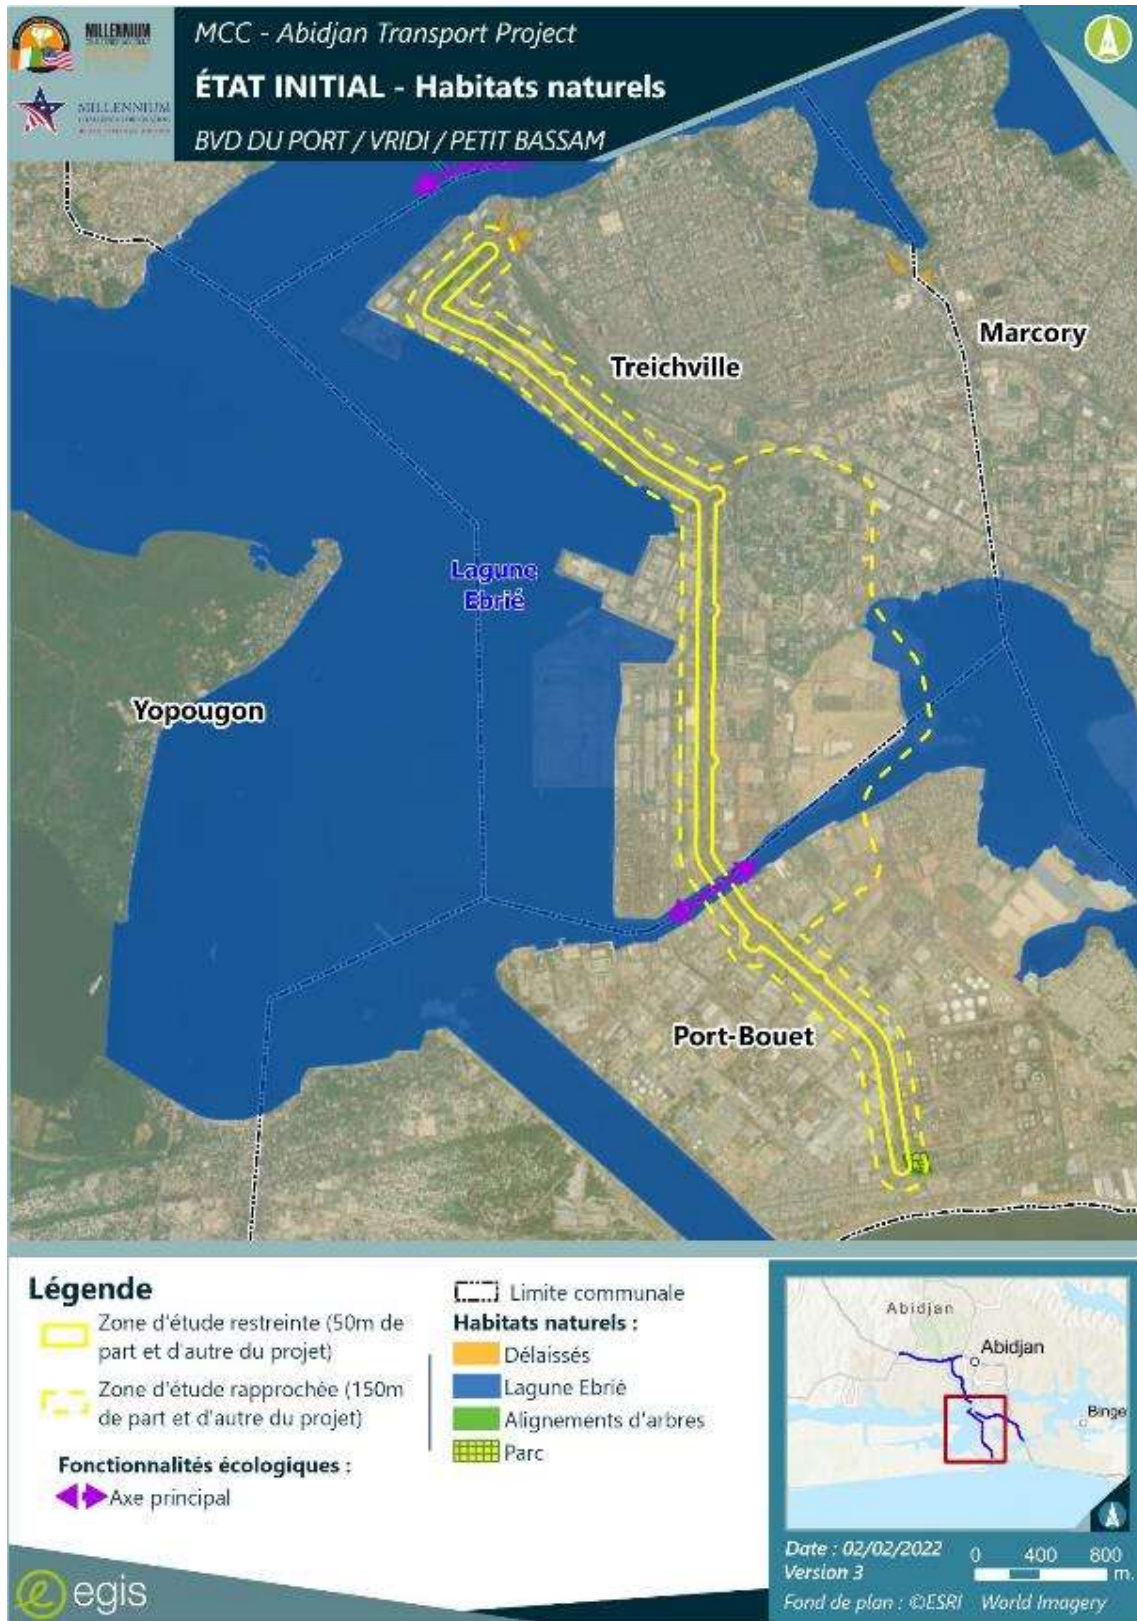 MILLENNIUM
MCC - Abidjan Transport Project
ÉTAT INITIAL - Habitats naturels
MILLENNIUM
BVD DU PORT / VRIDI / PETIT BASSAM
Marcory
Treichville
Lagune
Ebrié
Yopougon
Port-Bouet
Légende
Zone d'étude restreinte (50m de
part et d'autre du projet)
Zone d'étude rapprochée (150m
de part et d'autre du projet)
Fonctionnalités écologiques :
Axe principal
Limite communale
Habitats naturels :
Délaissés
Lagune Ebrié
Alignements d'arbres
Parc
Abidjan
Abidjan
Binge
Date : 02/02/2022
Version 3
0 400 800
m.
Fond de plan : ©ESRI World Imagery
egis